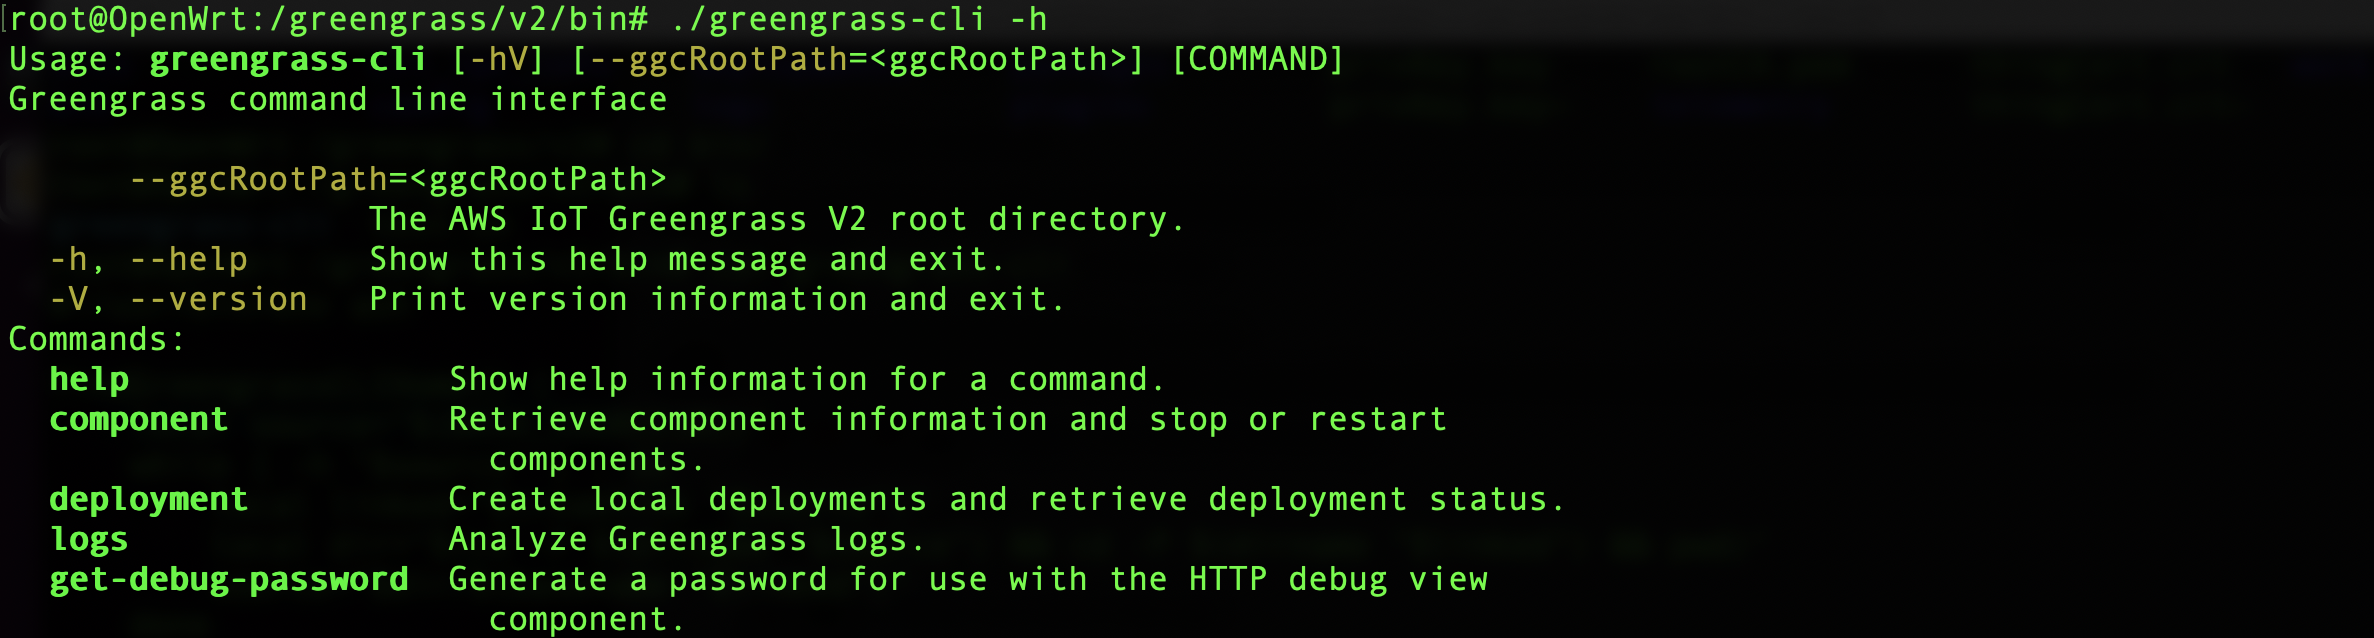 [root@OpenWrt:/greengrass/v2/bin# ./greengrass-cli -h
Usage: greengrass-cli [-hV] [--ggcRootPath=<ggcRootPath>] [COMMAND]
Greengrass command line interface
--ggcRootPath=<ggcRootPath>
The AWS IoT Greengrass V2 root directory.
-h, --help Show this help message and exit.
-V, --version Print version information and exit.
Commands:
help Show help information for a command.
component Retrieve component information and stop or restart
components.
deployment Create local deployments and retrieve deployment status.
logs Analyze Greengrass logs.
get-debug-password Generate a password for use with the HTTP debug view
component.